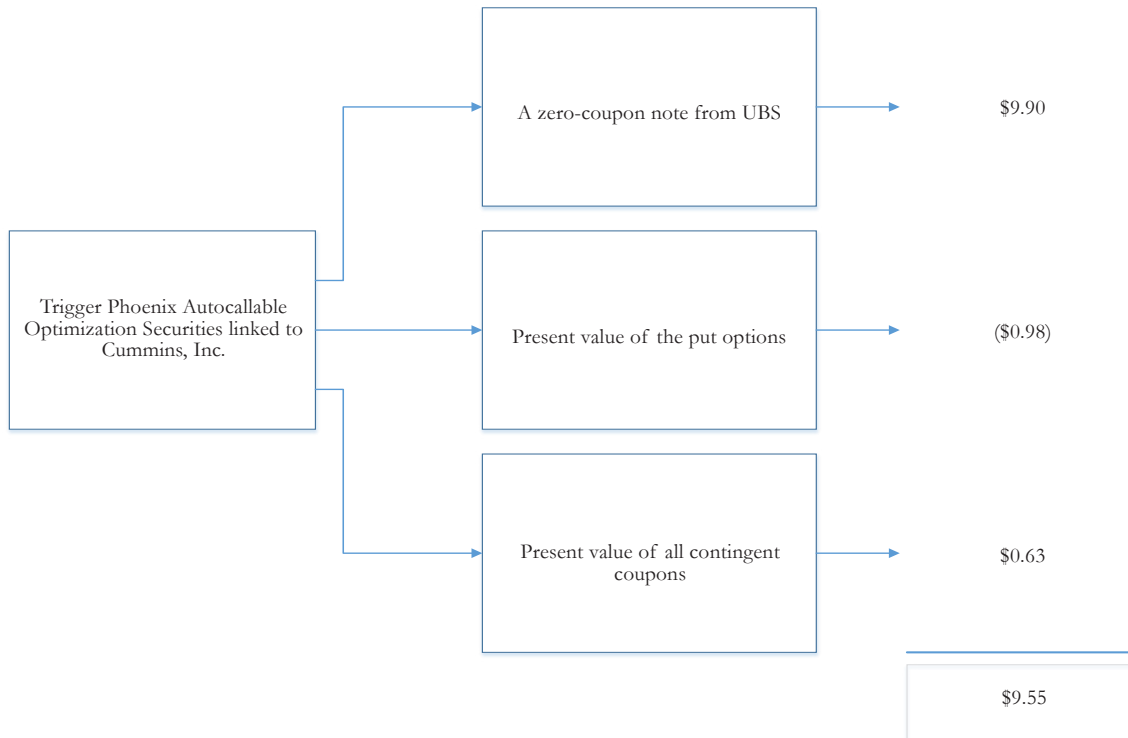 A zero-coupon note from UBS
$9.90
Trigger Phoenix Autocallable
Optimization Securities linked to
Cummins, Inc.
Present value of the put options
($0.98)
Present value of all contingent
coupons
$0.63
$9.55